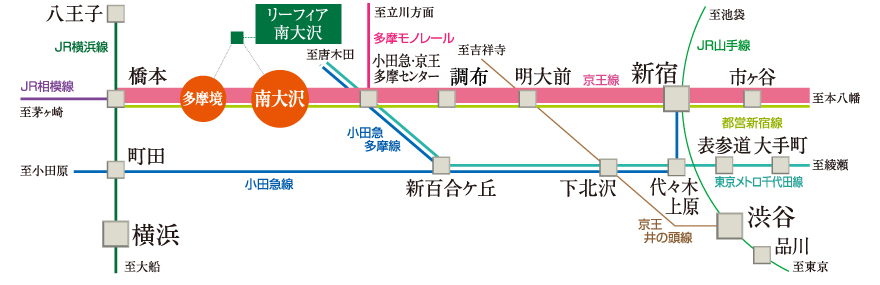 八王子
JR横浜線
JR相模線
至茅ヶ崎
橋本
至小田原
町田
横浜
至大船
リーフィア
南大沢
多摩境
南大沢
至唐木田
至立川方面
多摩モノレール
小田急·京王
多摩センター
小田急
多摩線
小田急線
調布
至吉祥寺
明大前
京王線
新宿
至池袋
JR山手線
市ヶ谷
至本八幡
都営新宿線
新百合ケ丘
下北沢
代々木
上原
表参道
大手町
至綾瀬
東京メトロ千代田線
京王
井の頭線
渋谷
品川
至東京